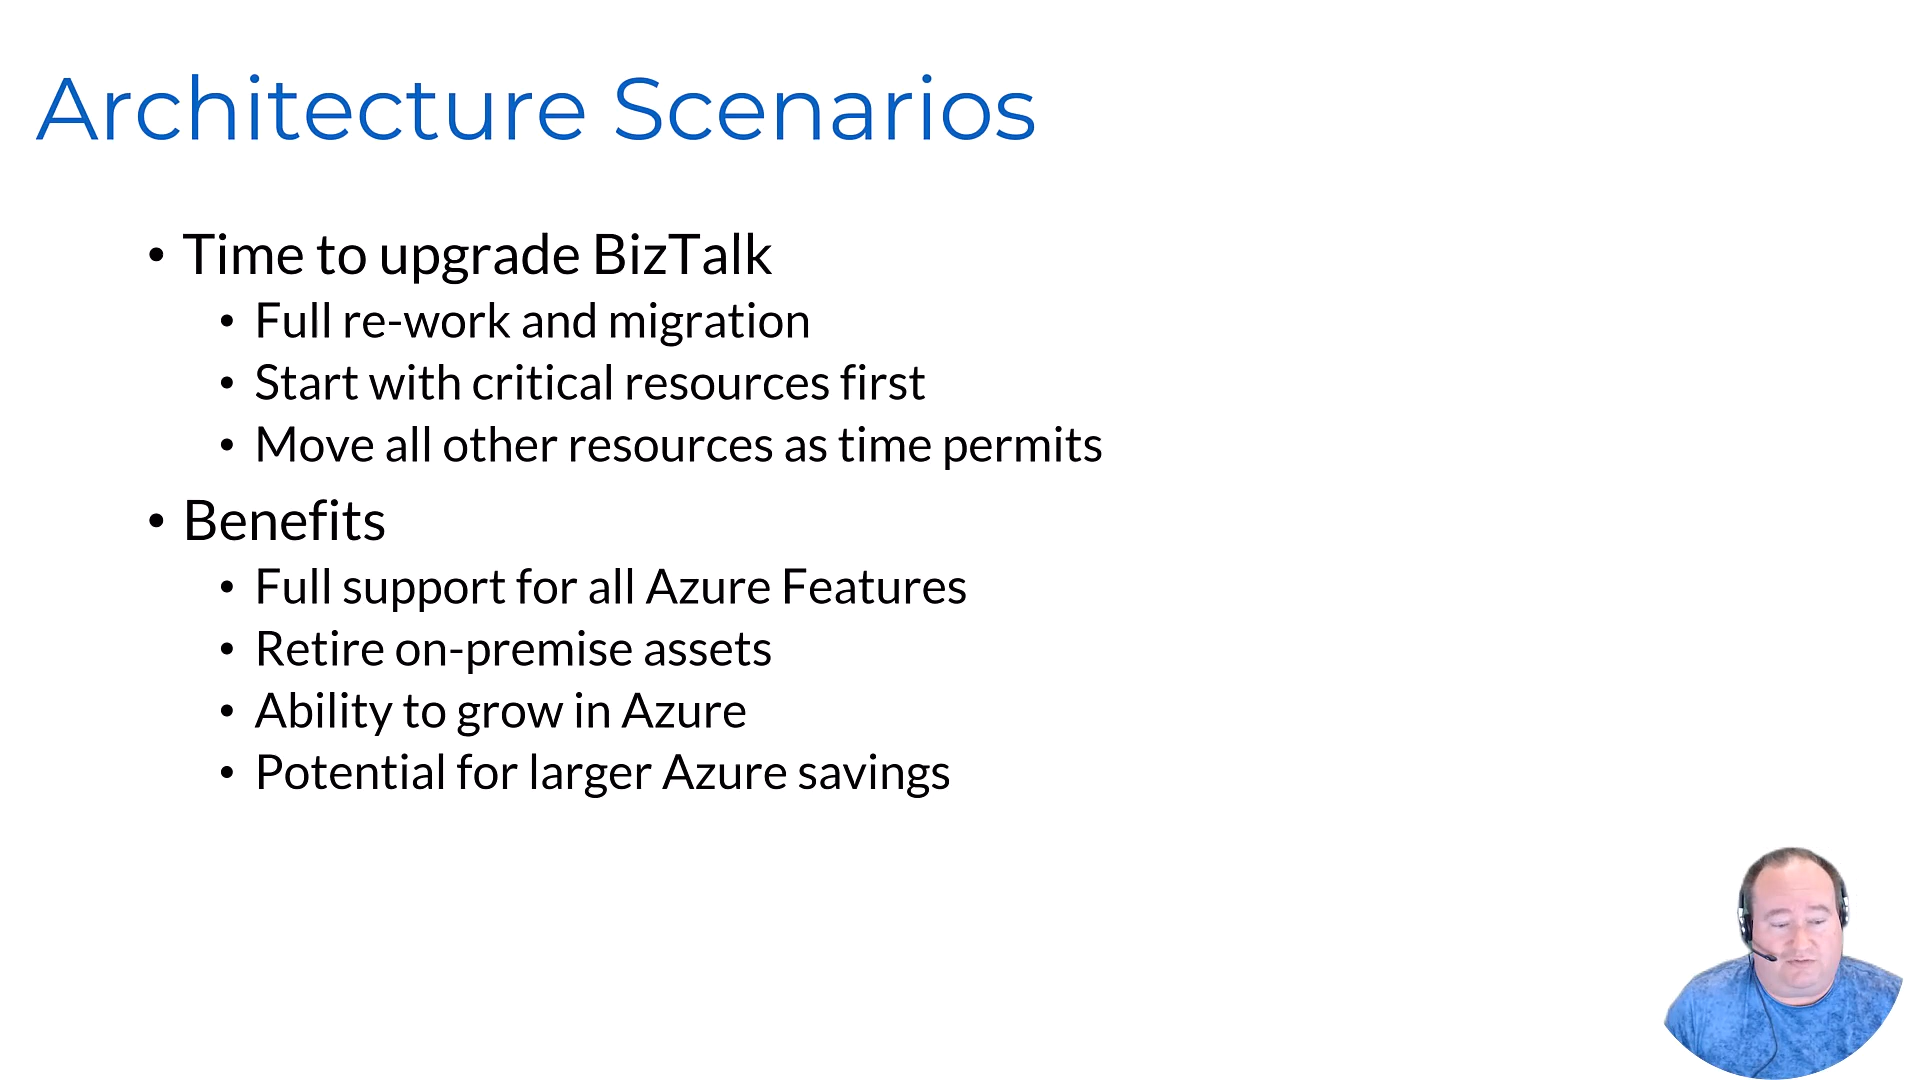 Architecture Scenarios
• Time to upgrade BizTalk
• Full re-work and migration
• Start with critical resources first
• Move all other resources as time permits
• Benefits
• Full support for all Azure Features
• Retire on-premise assets
• Ability to grow in Azure
• Potential for larger Azure savings